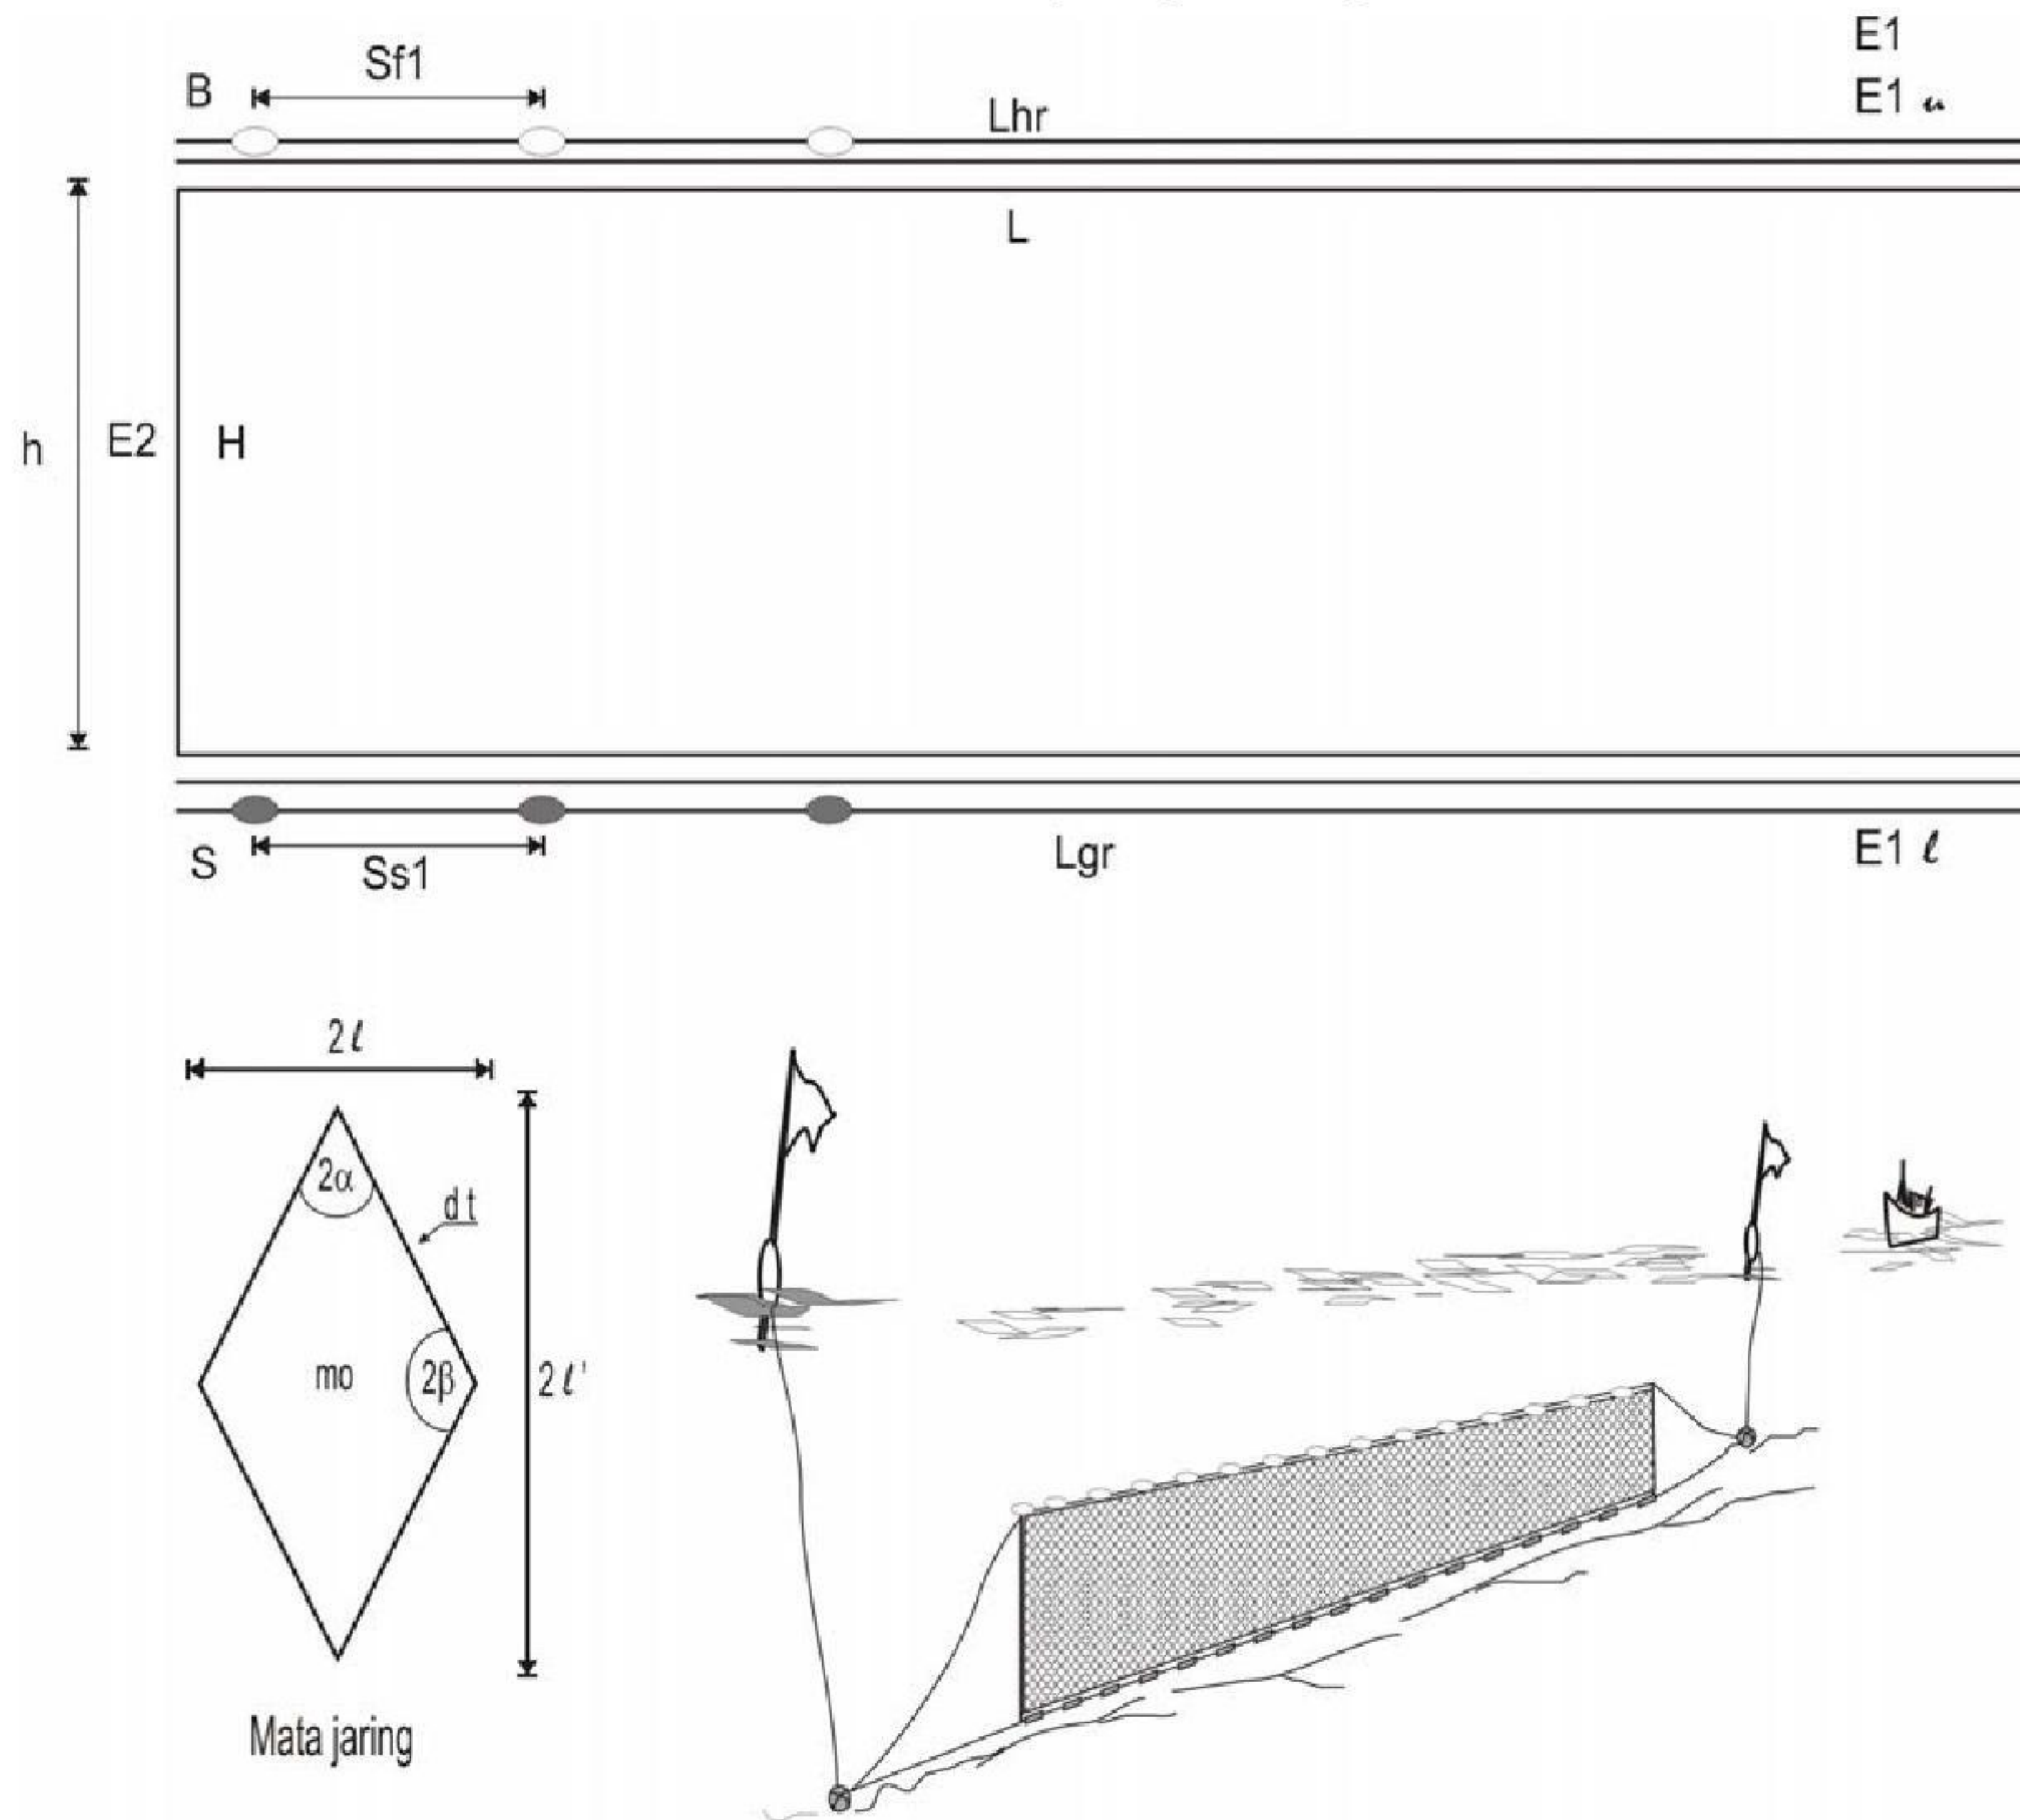 E1
Sf1
B
E1 u
Lhr
L
h
E2
H
S
Ss1
Lgr
E1 ℓ
2ℓ
2α
dt
mo
2β
2ℓ'
Mata jaring